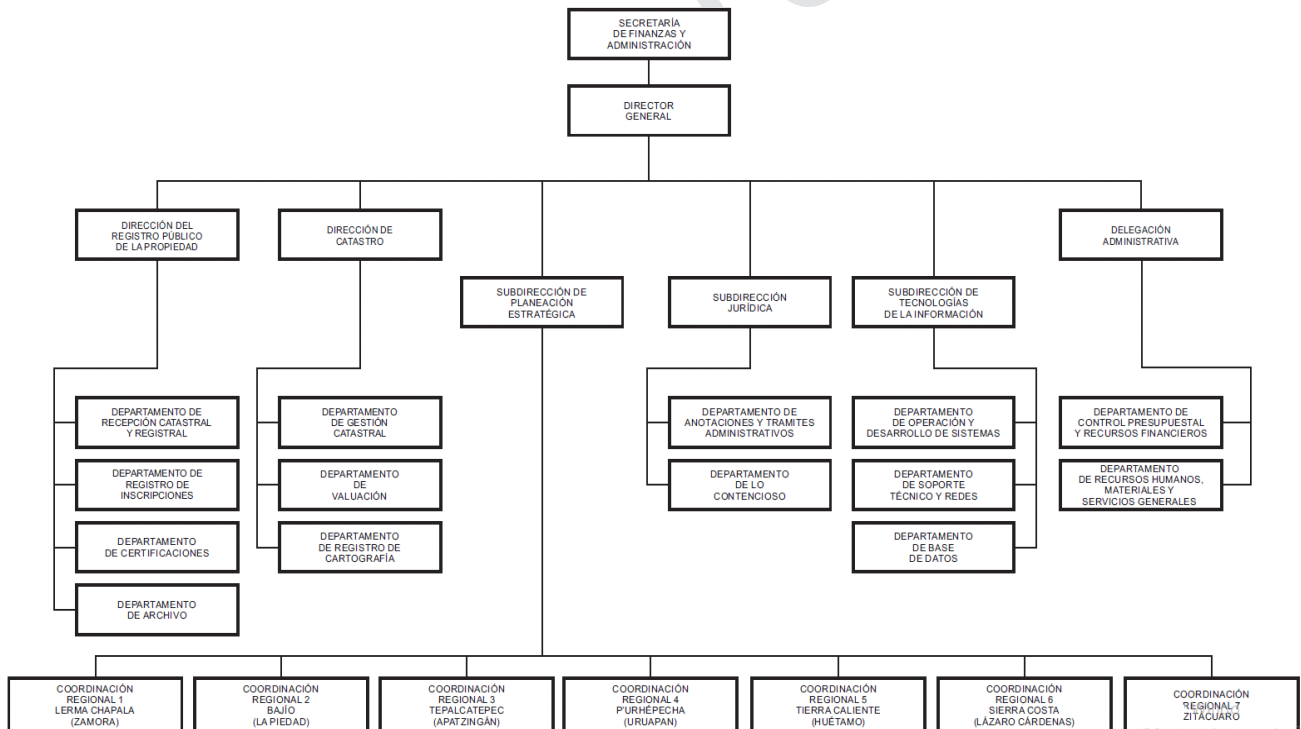 SECRETARÍA
DE FINANZAS Y
ADMINISTRACIÓN
DIRECTOR
GENERAL
DIRECCIÓN DEL
REGISTRO PÚBLICO
DE LA PROPIEDAD
DIRECCIÓN DE
CATASTRO
DELEGACIÓN
ADMINISTRATIVA
SUBDIRECCIÓN DE
PLANEACIÓN
ESTRATÉGICA
SUBDIRECCIÓN
JURÍDICA
SUBDIRECCIÓN DE
TECNOLOGÍAS
DE LA INFORMACIÓN
DEPARTAMENTO DE
RECEPCIÓN CATASTRAL
Y REGISTRAL
DEPARTAMENTO
DE GESTIÓN
CATASTRAL
DEPARTAMENTO DE
ANOTACIONES Y TRAMITES
ADMINISTRATIVOS
DEPARTAMENTO
DE OPERACIÓN Y
DESARROLLO DE SISTEMAS
DEPARTAMENTO DE
CONTROL PRESUPUESTAL
Y RECURSOS FINANCIEROS
DEPARTAMENTO DE
REGISTRO DE
INSCRIPCIONES
DEPARTAMENTO
DE
VALUACIÓN
DEPARTAMENTO
DE LO
CONTENCIOSO
DEPARTAMENTO
DE SOPORTE
TÉCNICO Y REDES
DEPARTAMENTO
DE RECURSOS HUMANOS,
MATERIALES Y
SERVICIOS GENERALES
DEPARTAMENTO
DE CERTIFICACIONES
DEPARTAMENTO
DE REGISTRO DE
CARTOGRAFÍA
DEPARTAMENTO
DE BASE
DE DATOS
DEPARTAMENTO
DE ARCHIVO
COORDINACIÓN
REGIONAL 1
LERMA CHAPALA
(ZAMORA)
COORDINACIÓN
REGIONAL 2
BAJÍO
(LA PIEDAD)
COORDINACIÓN
REGIONAL 3
TEPALCATEPEC
(APATZINGÁN)
COORDINACIÓN
REGIONAL 4
P'URHÉPECHA
(URUAPAN)
COORDINACIÓN
REGIONAL 5
TIERRA CALIENTE
(HUÉTAMO)
COORDINACIÓN
REGIONAL 6
SIERRA COSTA
(LÁZARO CÁRDENAS)
COORDINACIÓN
REGIONAL 7
ZITÁCUARO